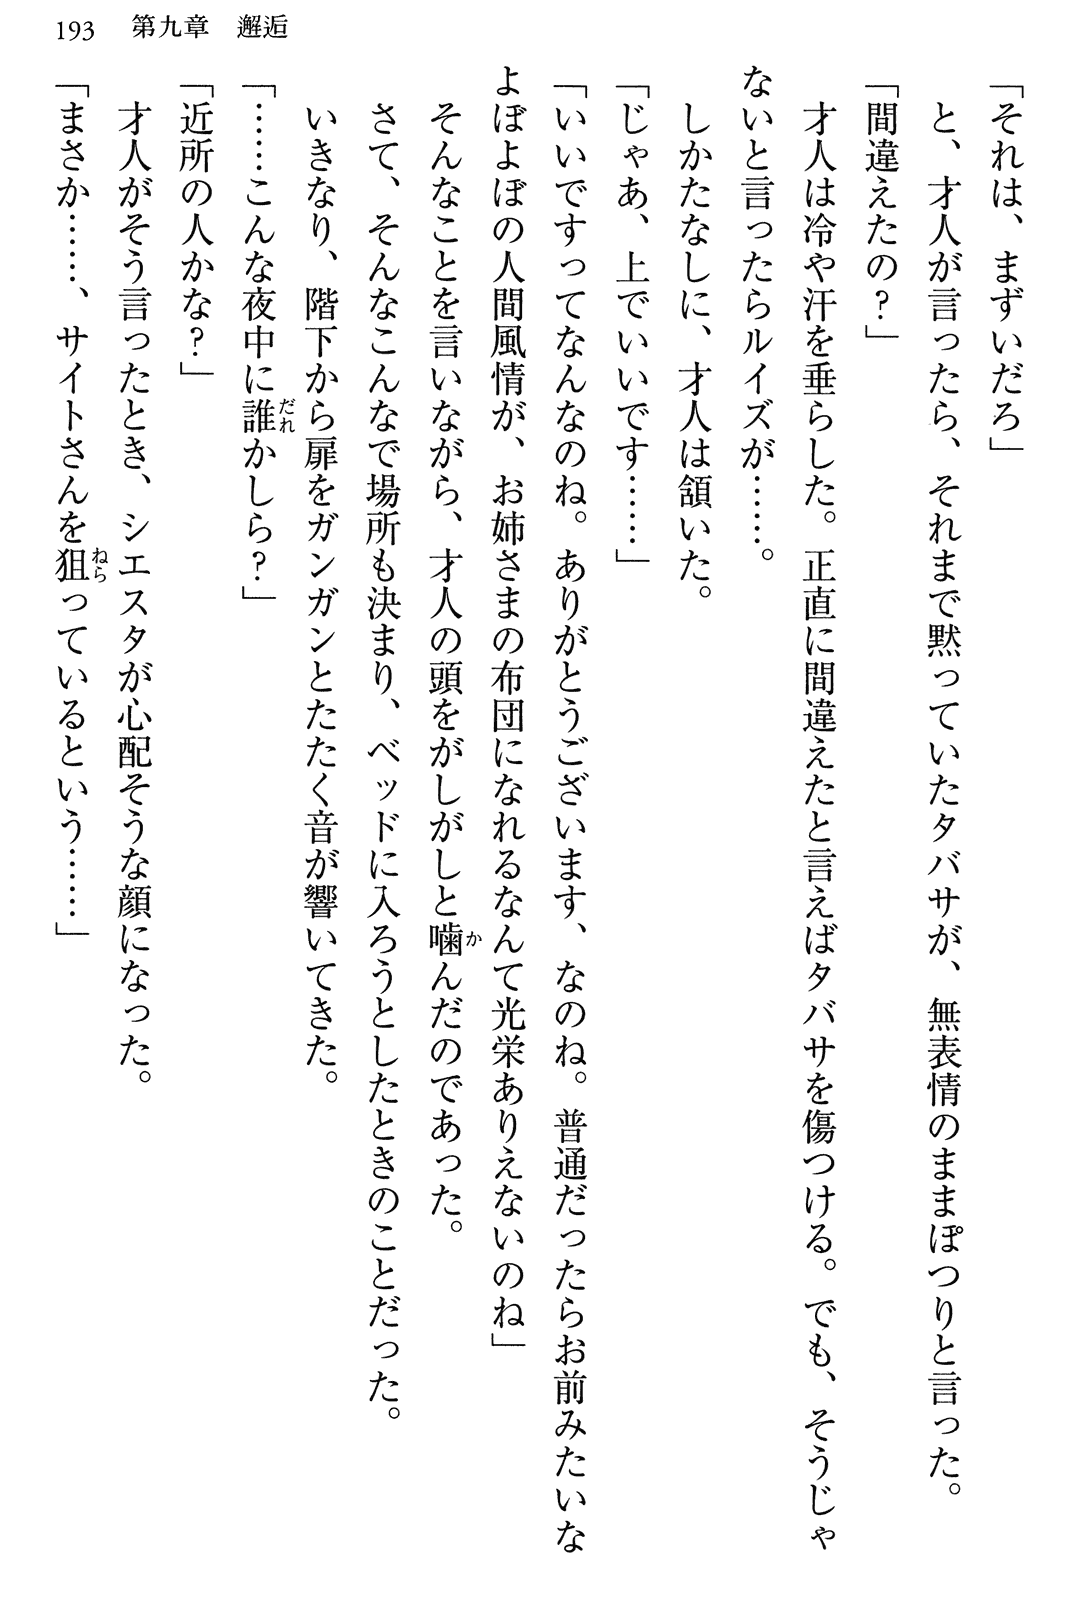 193　第九章　邂逅
「それは、まずいだろ」
と、才人が言ったら、それまで黙っていたタバサが、無表情のままぽつりと言った。
「間違えたの？」
才人は冷や汗を垂らした。正直に間違えたと言えばタバサを傷つける。でも、そうじゃ
ないと言ったらルイズが……。
しかたなしに、才人は頷いた。
「じゃあ、上でいいです……」
「いいですってなんなのね。ありがとうございます、なのね。普通だったらお前みたいな
よぼよぼの人間風情が、お姉さまの布団になれるなんて光栄ありえないのね」
そんなことを言いながら、才人の頭をがしがしと噛んだのであった。
さて、そんなこんなで場所も決まり、ベッドに入ろうとしたときのことだった。
いきなり、階下から扉をガンガンとたたく音が響いてきた。
「……こんな夜中に誰かしら？」
「近所の人かな？」
才人がそう言ったとき、シエスタが心配そうな顔になった。
「まさか……、サイトさんを狙っているという……」